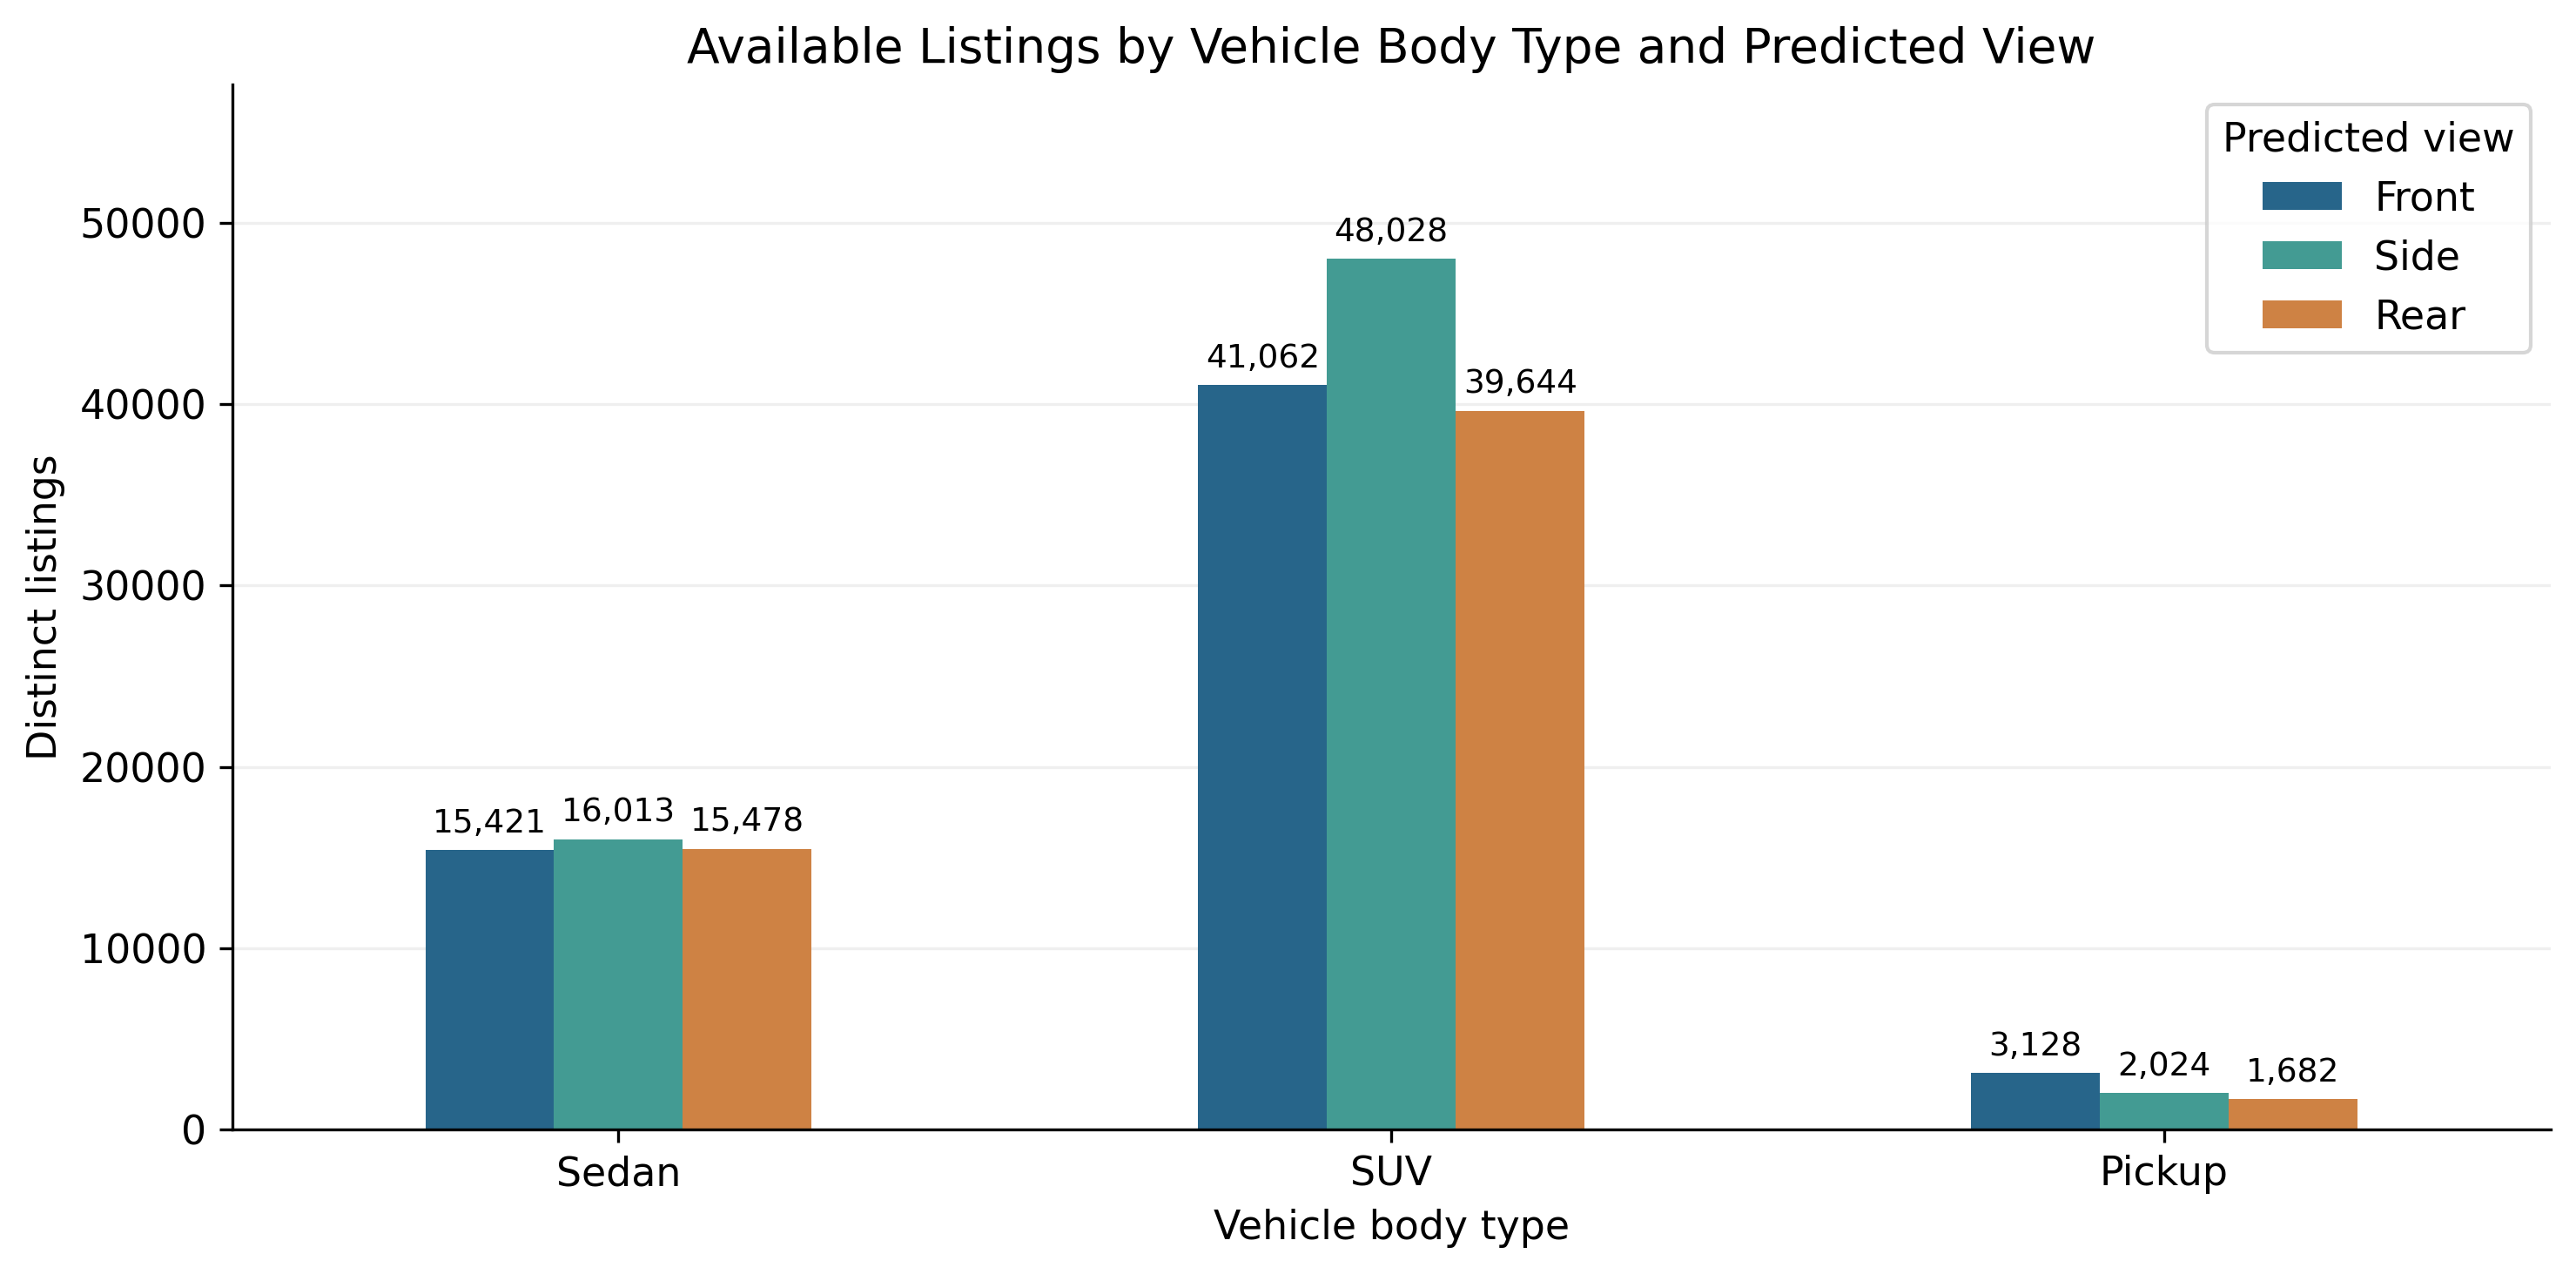 Available Listings by Vehicle Body Type and Predicted View
Predicted view
Front
Side
Rear
Distinct listings
50000
40000
30000
20000
10000
0
15,421
16,013
15,478
41,062
48,028
39,644
3,128
2,024
1,682
Sedan
SUV
Pickup
Vehicle body type